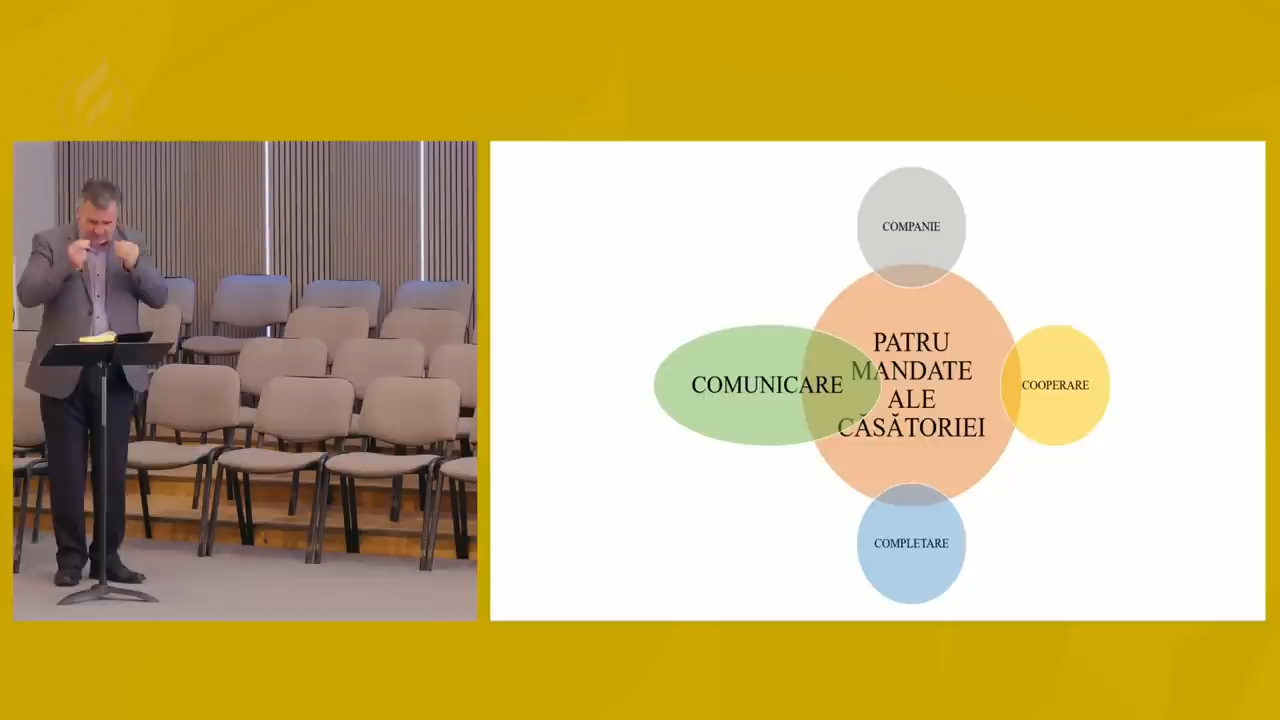 COMPANIE
PATRU
MANDATE
ALE
CĂSĂTORIEI
COMUNICARE
COOPERARE
COMPLETARE